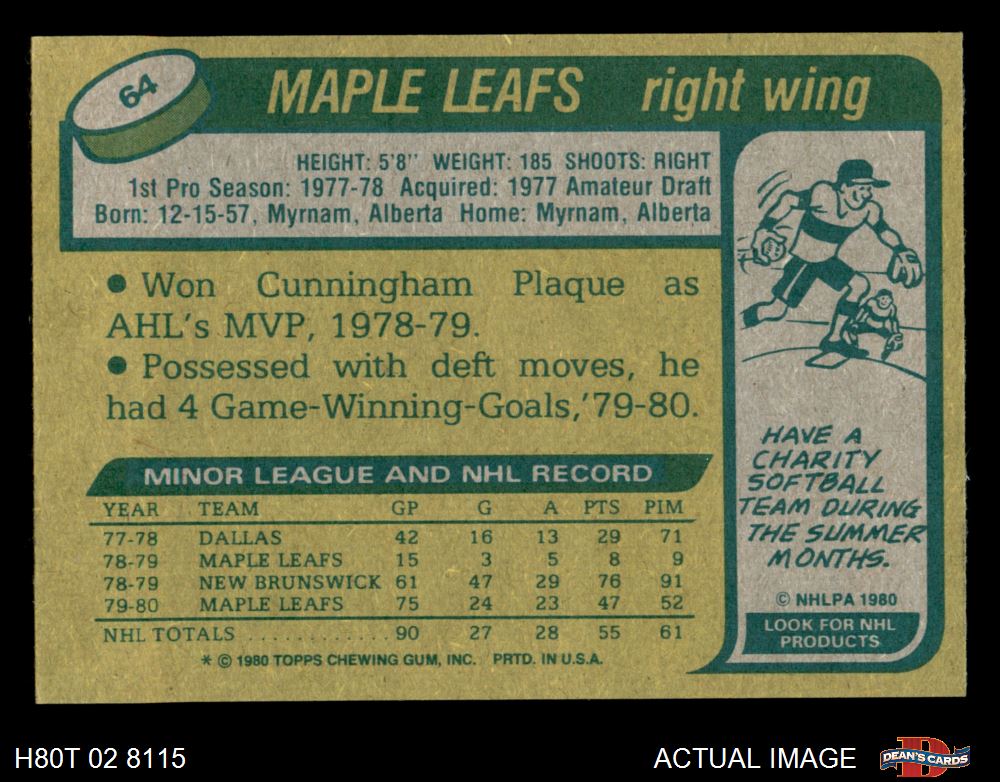 64
MAPLE LEAFS right wing
HEIGHT: 5'8" WEIGHT: 185 SHOOTS: RIGHT
1st Pro Season: 1977-78 Acquired: 1977 Amateur Draft
Born: 12-15-57, Myrnam, Alberta Home: Myrnam, Alberta
• Won Cunningham Plaque as
AHL's MVP, 1978-79.
• Possessed with deft moves, he
had 4 Game-Winning-Goals,'79-80.
MINOR LEAGUE AND NHL RECORD
YEAR TEAM GP G A PTS PIM
77-78 DALLAS 42 16 13 29 71
78-79 MAPLE LEAFS 15 3 5 8 9
78-79 NEW BRUNSWICK 61 47 29 76 91
79-80 MAPLE LEAFS 75 24 23 47 52
NHL TOTALS . . . . . . . . . . . . 90 27 28 55 61
* © 1980 TOPPS CHEWING GUM, INC. PRTD. IN U.S.A.
HAVE A
CHARITY
SOFTBALL
TEAM DURING
THE SUMMER
MONTHS.
© NHLPA 1980
LOOK FOR NHL
PRODUCTS
H80T 02 8115 ACTUAL IMAGE D DEAN'S CARDS